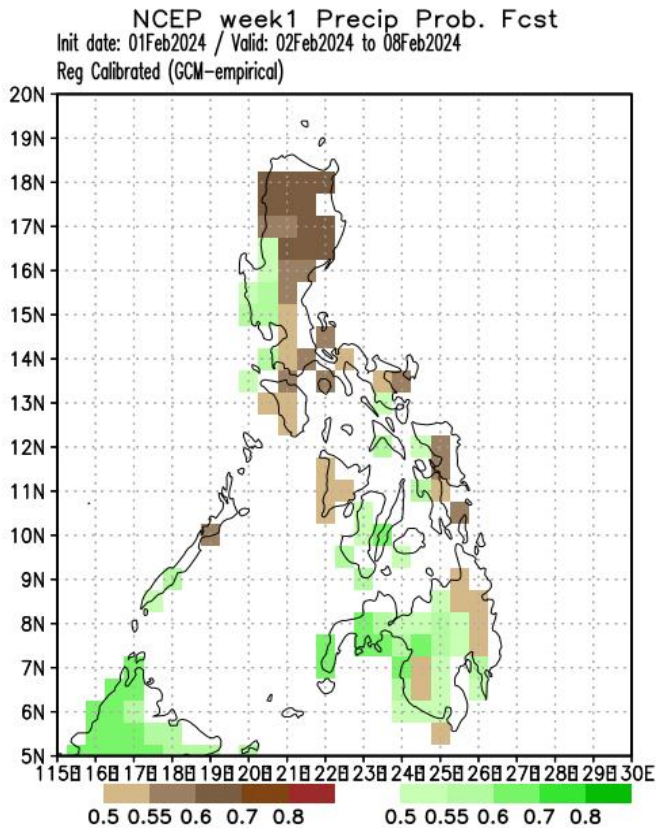 NCEP week1 Precip Prob. Fcst
Init date: 01Feb2024 / Valid: 02Feb2024 to 08Feb2024
Reg Calibrated (GCM-empirical)
20N
19N
18N
17N
16N
15N
14N
13N
12N
11N
10N
9N
8N
7N
6N
5N
115E 116E 117E 118E 119E 120E 121E 122E 123E 124E 125E 126E 127E 128E 129E 130E
0.5 0.55 0.6 0.7 0.8 0.5 0.55 0.6 0.7 0.8